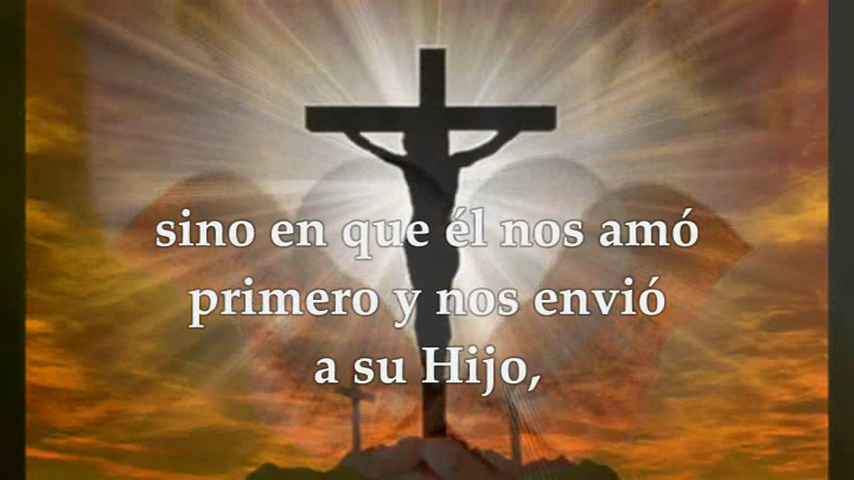 sino en que él nos amó
primero y nos envió
a su Hijo,